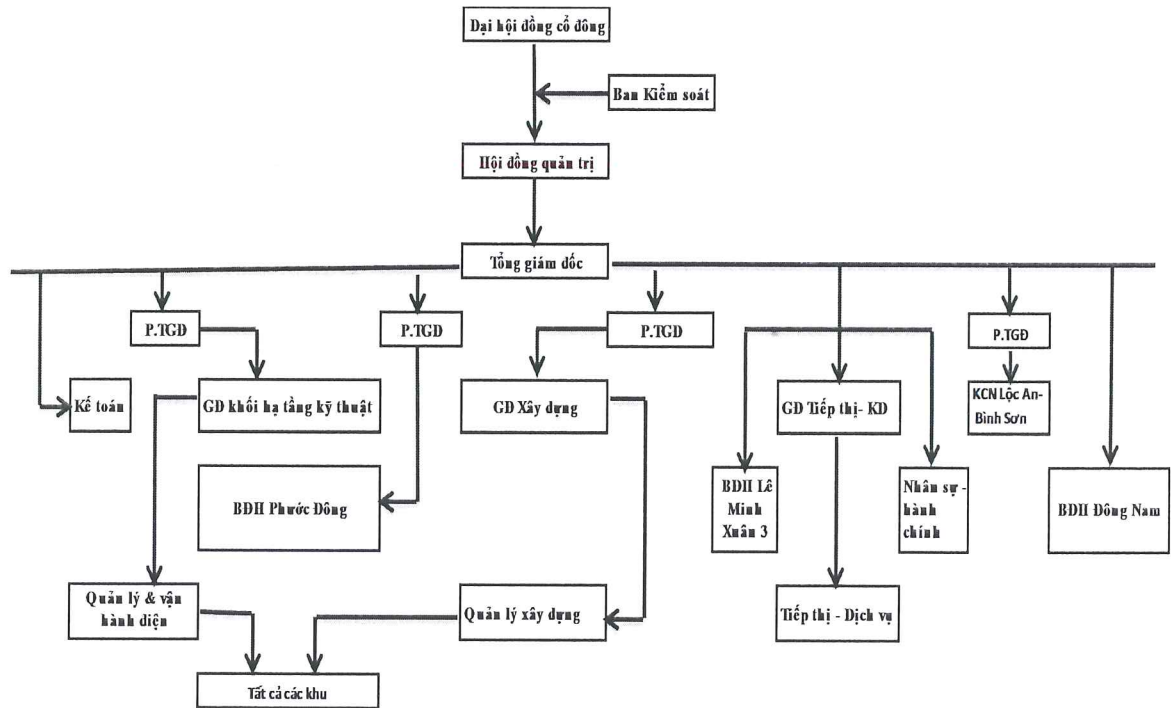 Đại hội đồng cổ đông
Ban Kiểm soát
Hội đồng quản trị
Tổng giám đốc
P.TGĐ
P.TGĐ
P.TGĐ
P.TGĐ
Kế toán
GĐ khối hạ tầng kỹ thuật
GĐ Xây dựng
GĐ Tiếp thị- KD
KCN Lộc An-
Bình Sơn
BĐH Phước Đông
BĐH Lê
Minh
Xuân 3
Nhân sự -
hành
chính
BĐH Đông Nam
Quản lý & vận
hành điện
Quản lý xây dựng
Tiếp thị - Dịch vụ
Tất cả các khu